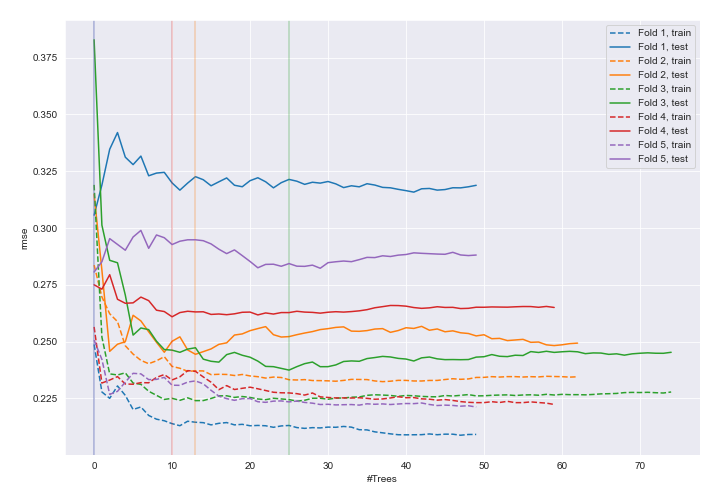 0.375
0.350
0.325
0.300
0.275
0.250
0.225
rmse
0 10 20 30 40 50 60 70
#Trees
Fold 1, train
Fold 1, test
Fold 2, train
Fold 2, test
Fold 3, train
Fold 3, test
Fold 4, train
Fold 4, test
Fold 5, train
Fold 5, test